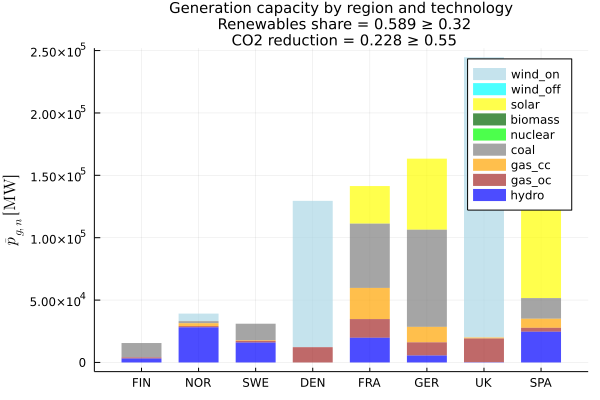 Generation capacity by region and technology
Renewables share = 0.589 ≥ 0.32
CO2 reduction = 0.228 ≥ 0.55
2.50×10⁵
2.00×10⁵
1.50×10⁵
1.00×10⁵
5.00×10⁴
0
p̄_{g,n} [MW]
wind_on
wind_off
solar
biomass
nuclear
coal
gas_cc
gas_oc
hydro
FIN NOR SWE DEN FRA GER UK SPA